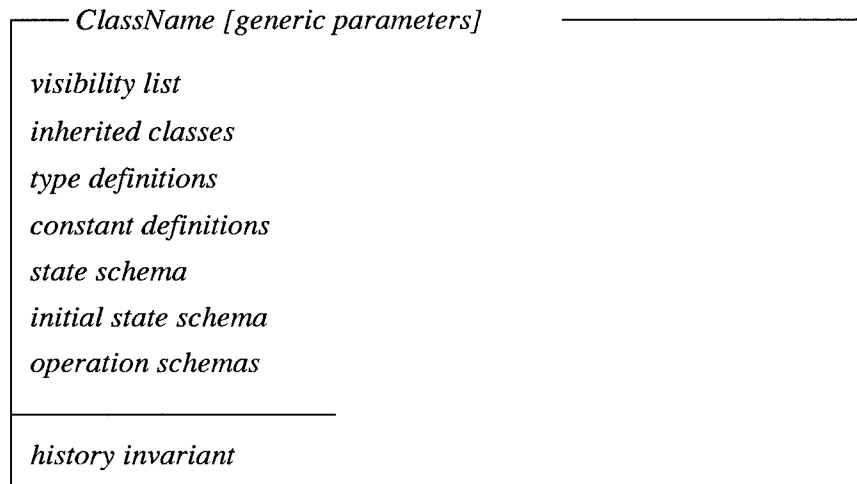 ClassName [generic parameters]
visibility list
inherited classes
type definitions
constant definitions
state schema
initial state schema
operation schemas
history invariant